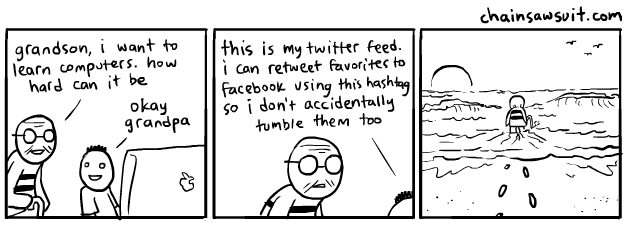 chainsawsuit.com
grandson, i want to
learn computers. how
hard can it be
okay
grandpa
this is my twitter feed.
i can retweet favorites to
facebook using this hashtag
so i don't accidentally
tumble them too